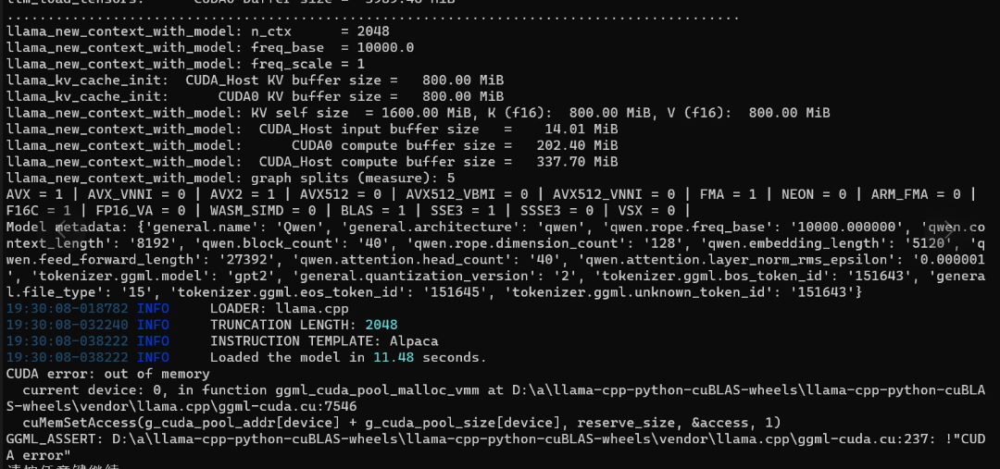 llm_load_tensors:      CUDA0 buffer size =  5989.48 MiB
...............................................................................................
llama_new_context_with_model: n_ctx      = 2048
llama_new_context_with_model: freq_base  = 10000.0
llama_new_context_with_model: freq_scale = 1
llama_kv_cache_init:  CUDA_Host KV buffer size =   800.00 MiB
llama_kv_cache_init:      CUDA0 KV buffer size =   800.00 MiB
llama_new_context_with_model: KV self size  = 1600.00 MiB, K (f16):  800.00 MiB, V (f16):  800.00 MiB
llama_new_context_with_model:  CUDA_Host input buffer size   =    14.01 MiB
llama_new_context_with_model:      CUDA0 compute buffer size =   202.40 MiB
llama_new_context_with_model:  CUDA_Host compute buffer size =   337.70 MiB
llama_new_context_with_model: graph splits (measure): 5
AVX = 1 | AVX_VNNI = 0 | AVX2 = 1 | AVX512 = 0 | AVX512_VBMI = 0 | AVX512_VNNI = 0 | FMA = 1 | NEON = 0 | ARM_FMA = 0 |
F16C = 1 | FP16_VA = 0 | WASM_SIMD = 0 | BLAS = 1 | SSE3 = 1 | SSSE3 = 0 | VSX = 0 |
Model metadata: {'general.name': 'Qwen', 'general.architecture': 'qwen', 'qwen.rope.freq_base': '10000.000000', 'qwen.co
ntext_length': '8192', 'qwen.block_count': '40', 'qwen.rope.dimension_count': '128', 'qwen.embedding_length': '5120', 'q
wen.feed_forward_length': '27392', 'qwen.attention.head_count': '40', 'qwen.attention.layer_norm_rms_epsilon': '0.000001
', 'tokenizer.ggml.model': 'gpt2', 'general.quantization_version': '2', 'tokenizer.ggml.bos_token_id': '151643', 'genera
l.file_type': '15', 'tokenizer.ggml.eos_token_id': '151645', 'tokenizer.ggml.unknown_token_id': '151643'}
19:30:08-018782 INFO     LOADER: llama.cpp
19:30:08-032240 INFO     TRUNCATION LENGTH: 2048
19:30:08-038222 INFO     INSTRUCTION TEMPLATE: Alpaca
19:30:08-038222 INFO     Loaded the model in 11.48 seconds.
CUDA error: out of memory
  current device: 0, in function ggml_cuda_pool_malloc_vmm at D:\a\llama-cpp-python-cuBLAS-wheels\llama-cpp-python-cuBLA
S-wheels\vendor\llama.cpp\ggml-cuda.cu:7546
  cuMemSetAccess(g_cuda_pool_addr[device] + g_cuda_pool_size[device], reserve_size, &access, 1)
GGML_ASSERT: D:\a\llama-cpp-python-cuBLAS-wheels\llama-cpp-python-cuBLAS-wheels\vendor\llama.cpp\ggml-cuda.cu:237: !"CUD
A error"
请按任意键继续